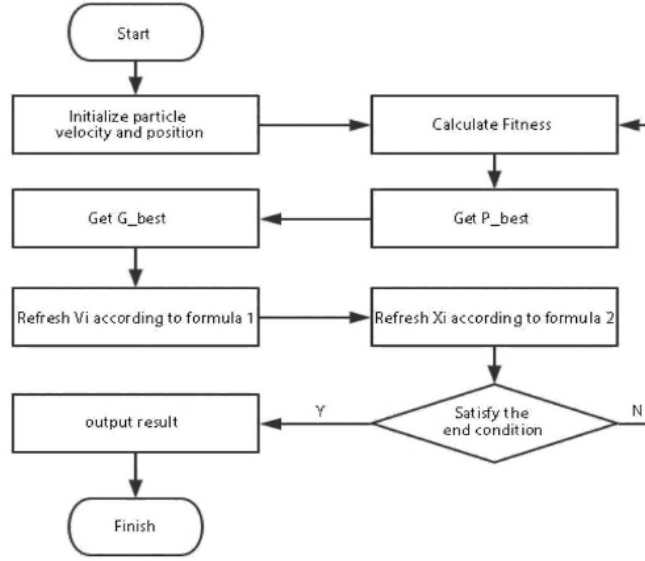 Start
Initialize particle
velocity and position
Calculate Fitness
Get G_best
Get P_best
Refresh Vi according to formula 1
Refresh Xi according to formula 2
output result
Y
Satisfy the
end condition
N
Finish